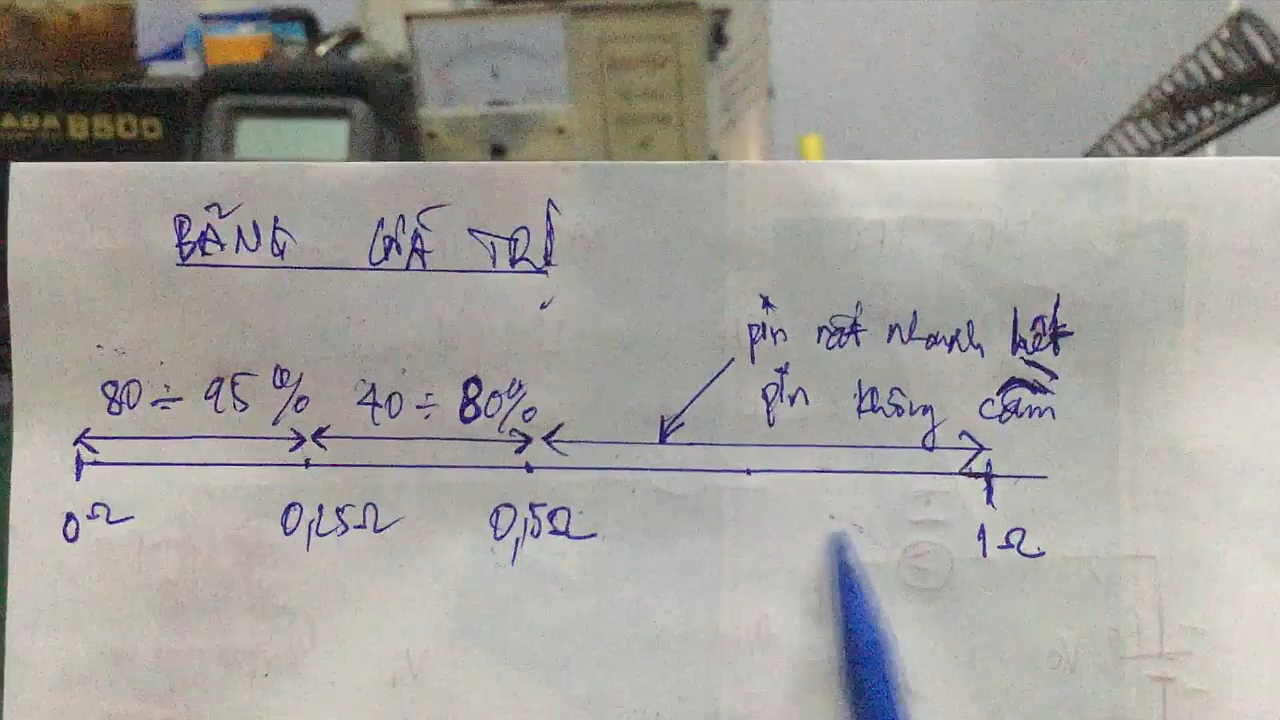 B500
BẢNG GIÁ TRỊ
pin rất nhanh hết
pin không cầm
80 ÷ 95% 40 ÷ 80%
0Ω 0,25Ω 0,5Ω 1Ω